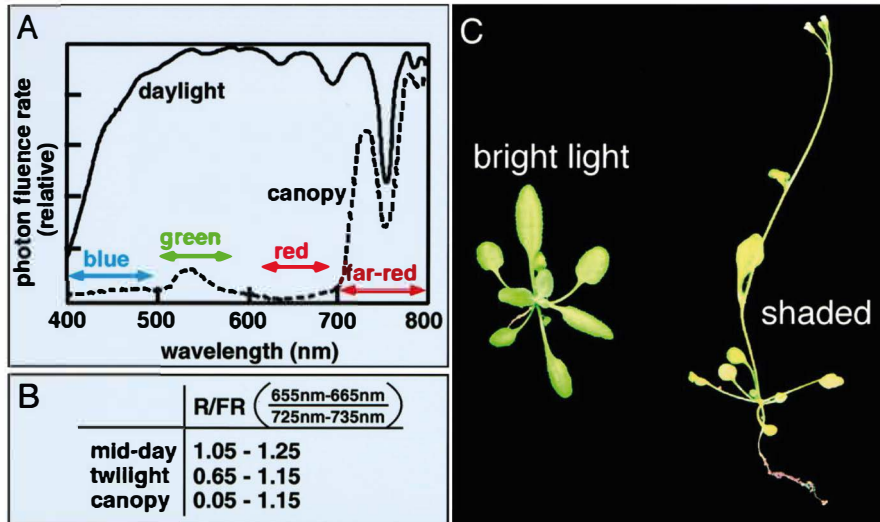 A
photon fluence rate
(relative)
daylight
canopy
blue
green
red
far-red
400 500 600 700 800
wavelength (nm)
B
R/FR (655nm-665nm
725nm-735nm)
mid-day 1.05 - 1.25
twilight 0.65 - 1.15
canopy 0.05 - 1.15
C
bright light
shaded